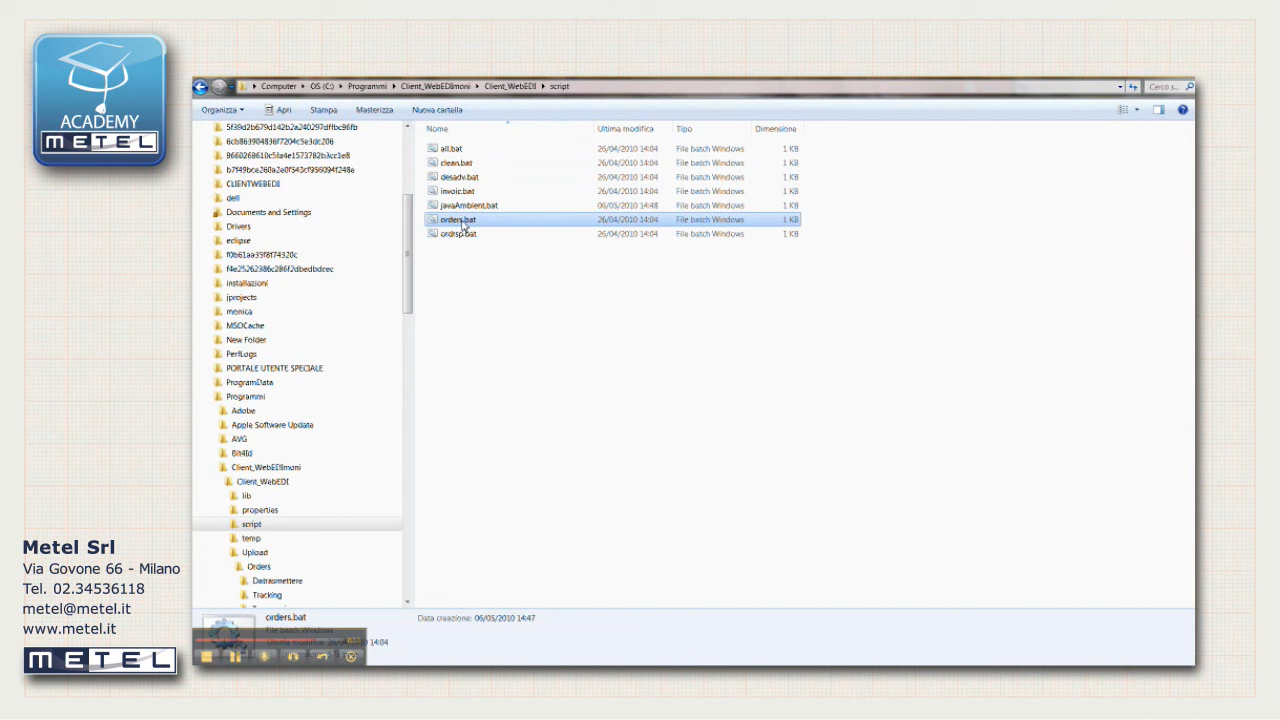 ACADEMY
METEL
Computer
OS (C:)
Programmi
Client_WebEDImoni
Client_WebEDI
script
Cerca s...
Organizza
Apri
Stampa
Masterizza
Nuova cartella
Nome
Ultima modifica
Tipo
Dimensione
all.bat 26/04/2010 14:04 File batch Windows 1 KB
clean.bat 26/04/2010 14:04 File batch Windows 1 KB
desadv.bat 26/04/2010 14:04 File batch Windows 1 KB
invoic.bat 26/04/2010 14:04 File batch Windows 1 KB
javaAmbient.bat 06/05/2010 14:48 File batch Windows 1 KB
orders.bat 26/04/2010 14:04 File batch Windows 1 KB
ordrsp.bat 26/04/2010 14:04 File batch Windows 1 KB
CLIENTWEBEDI
dell
Documents and Settings
Drivers
eclipse
installazioni
jprojects
monica
MSOCache
New Folder
PerfLogs
PORTALE UTENTE SPECIALE
ProgramData
Programmi
Adobe
Apple Software Update
AVG
Bit4Id
Client_WebEDImoni
Client_WebEDI
lib
properties
script
temp
Upload
Orders
Datrasmettere
Tracking
orders.bat
File batch Windows
Data creazione: 06/05/2010 14:47
Metel Srl
Via Govone 66 - Milano
Tel. 02.34536118
metel@metel.it
www.metel.it
METEL